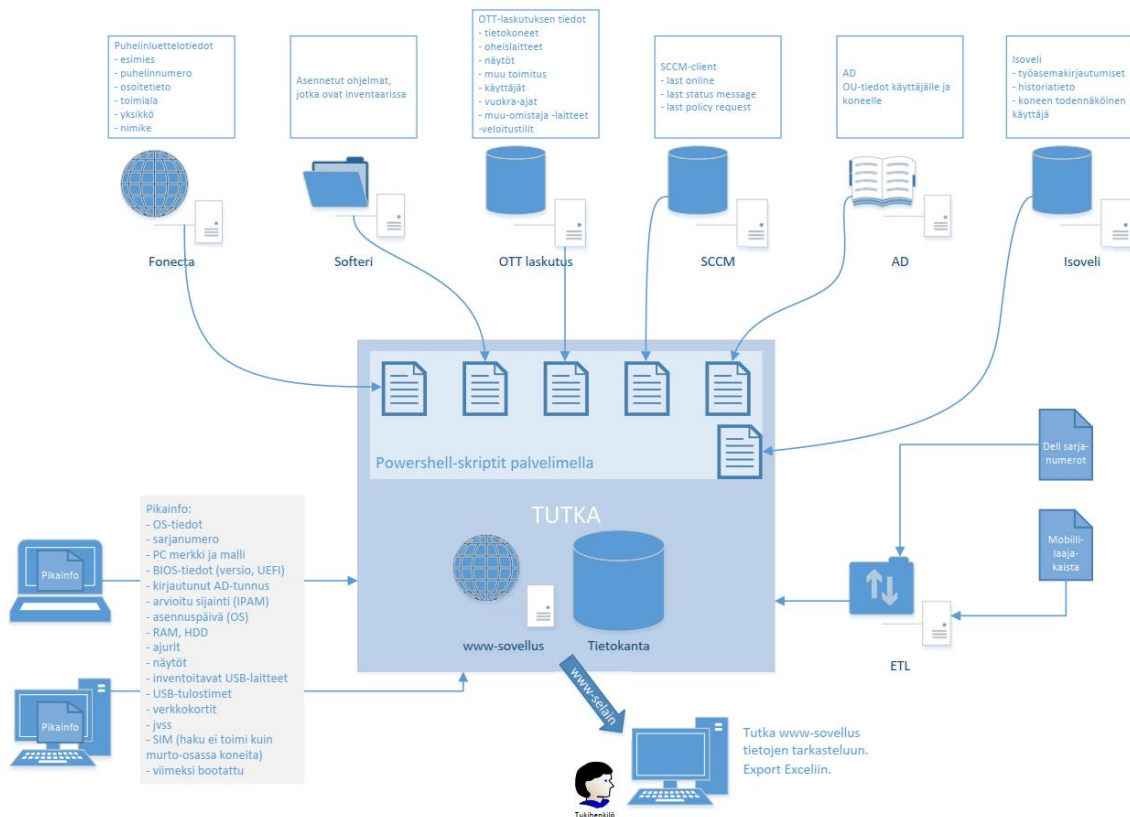 Puhelinluettelotiedot
- esimies
- puhelinnumero
- osoitetieto
- toimiala
- yksikkö
- nimike
Fonecta
Asennetut ohjelmat,
jotka ovat inventaarissa
Softeri
OTT-laskutuksen tiedot
- tietokoneet
- oheislaitteet
- näytöt
- muu toimitus
- käyttäjät
- vuokra-ajat
- muu-omistaja -laitteet
-veloitustilit
OTT laskutus
SCCM-client
- last online
- last status message
- last policy request
SCCM
AD
OU-tiedot käyttäjälle ja
koneelle
AD
Isoveli
- työasemakirjautumiset
- historiatieto
- koneen todennäköinen
käyttäjä
Isoveli
Powershell-skriptit palvelimella
TUTKA
www-sovellus
Tietokanta
Dell sarja-
numerot
Mobiili-
laaja-
kaista
ETL
Pikainfo
Pikainfo
Pikainfo:
- OS-tiedot
- sarjanumero
- PC merkki ja malli
- BIOS-tiedot (versio, UEFI)
- kirjautunut AD-tunnus
- arvioitu sijainti (IPAM)
- asennuspäivä (OS)
- RAM, HDD
- ajurit
- näytöt
- inventoitavat USB-laitteet
- USB-tulostimet
- verkkokortit
- jvss
- SIM (haku ei toimi kuin
murto-osassa koneita)
- viimeksi bootattu
www-selain
Tukihenkilö
Tutka www-sovellus
tietojen tarkasteluun.
Export Exceliin.